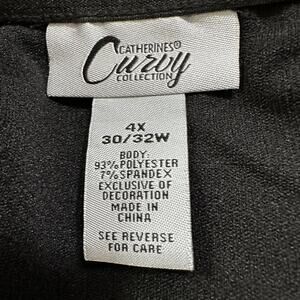 CATHERINES®
Curvy
COLLECTION
4X
30/32W
BODY:
93% POLYESTER
7% SPANDEX
EXCLUSIVE OF
DECORATION
MADE IN
CHINA
SEE REVERSE
FOR CARE